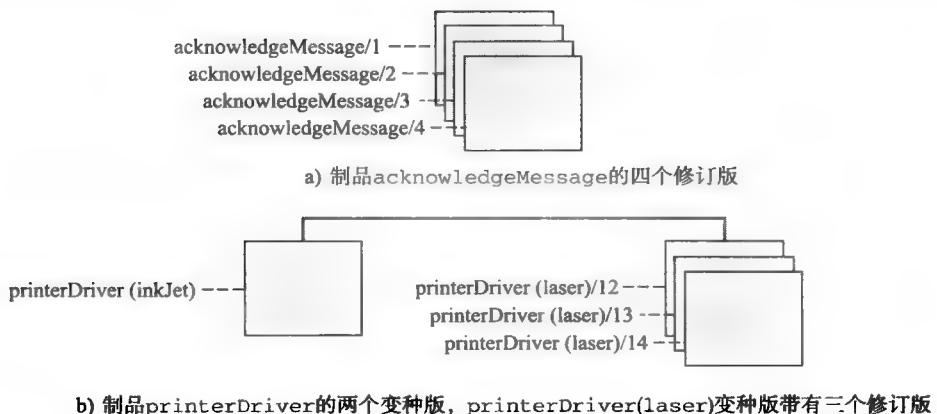 acknowledgeMessage/1
acknowledgeMessage/2
acknowledgeMessage/3
acknowledgeMessage/4
a) 制品acknowledgeMessage的四个修订版
printerDriver (inkJet)
printerDriver (laser)/12
printerDriver (laser)/13
printerDriver (laser)/14
b) 制品printerDriver的两个变种版, printerDriver(laser)变种版带有三个修订版